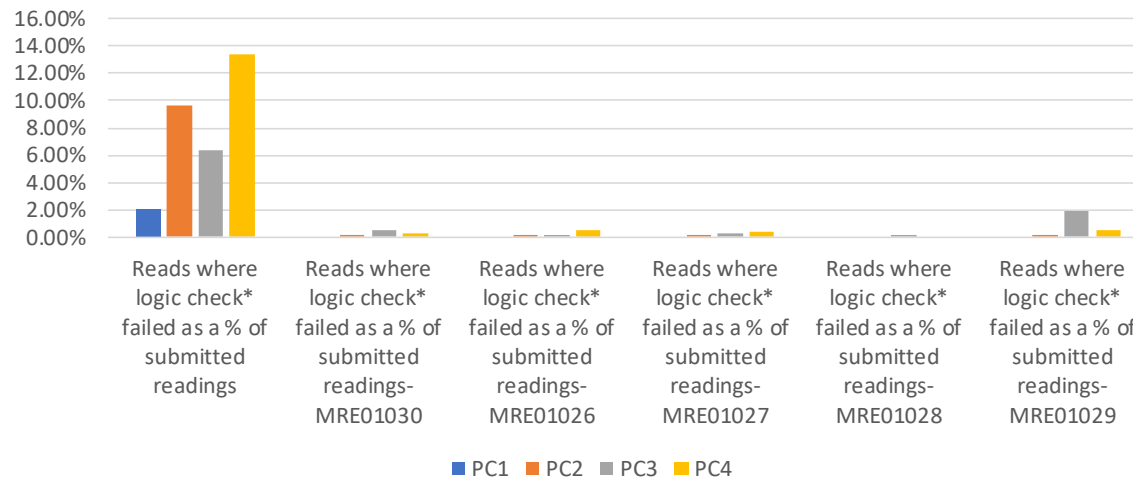 16.00%
14.00%
12.00%
10.00%
8.00%
6.00%
4.00%
2.00%
0.00%
Reads where
logic check*
failed as a % of
submitted
readings
Reads where
logic check*
failed as a % of
submitted
readings-
MRE01030
Reads where
logic check*
failed as a % of
submitted
readings-
MRE01026
Reads where
logic check*
failed as a % of
submitted
readings-
MRE01027
Reads where
logic check*
failed as a % of
submitted
readings-
MRE01028
Reads where
logic check*
failed as a % of
submitted
readings-
MRE01029
PC1 PC2 PC3 PC4